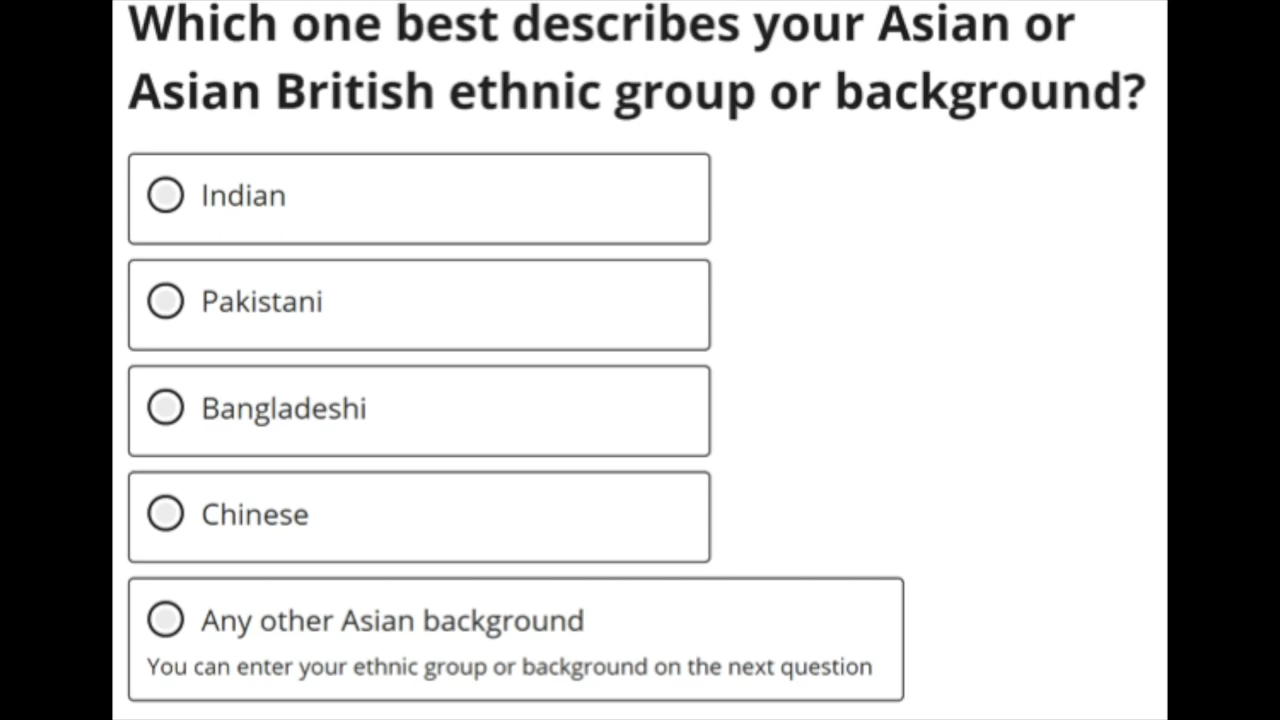 Which one best describes your Asian or
Asian British ethnic group or background?
Indian
Pakistani
Bangladeshi
Chinese
Any other Asian background
You can enter your ethnic group or background on the next question